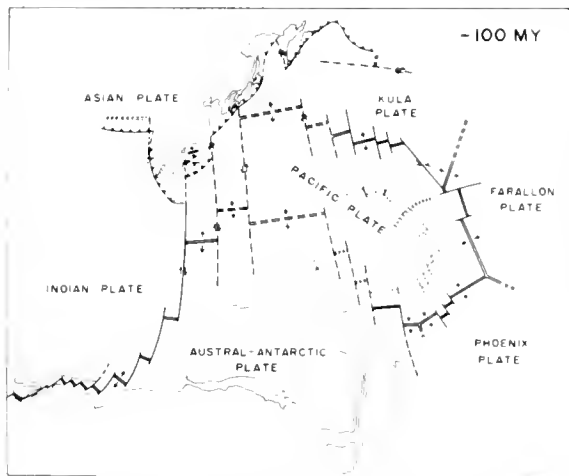 -100 MY
ASIAN PLATE
KULA
PLATE
PACIFIC PLATE
FARALLON
PLATE
INDIAN PLATE
AUSTRAL-ANTARCTIC
PLATE
PHOENIX
PLATE